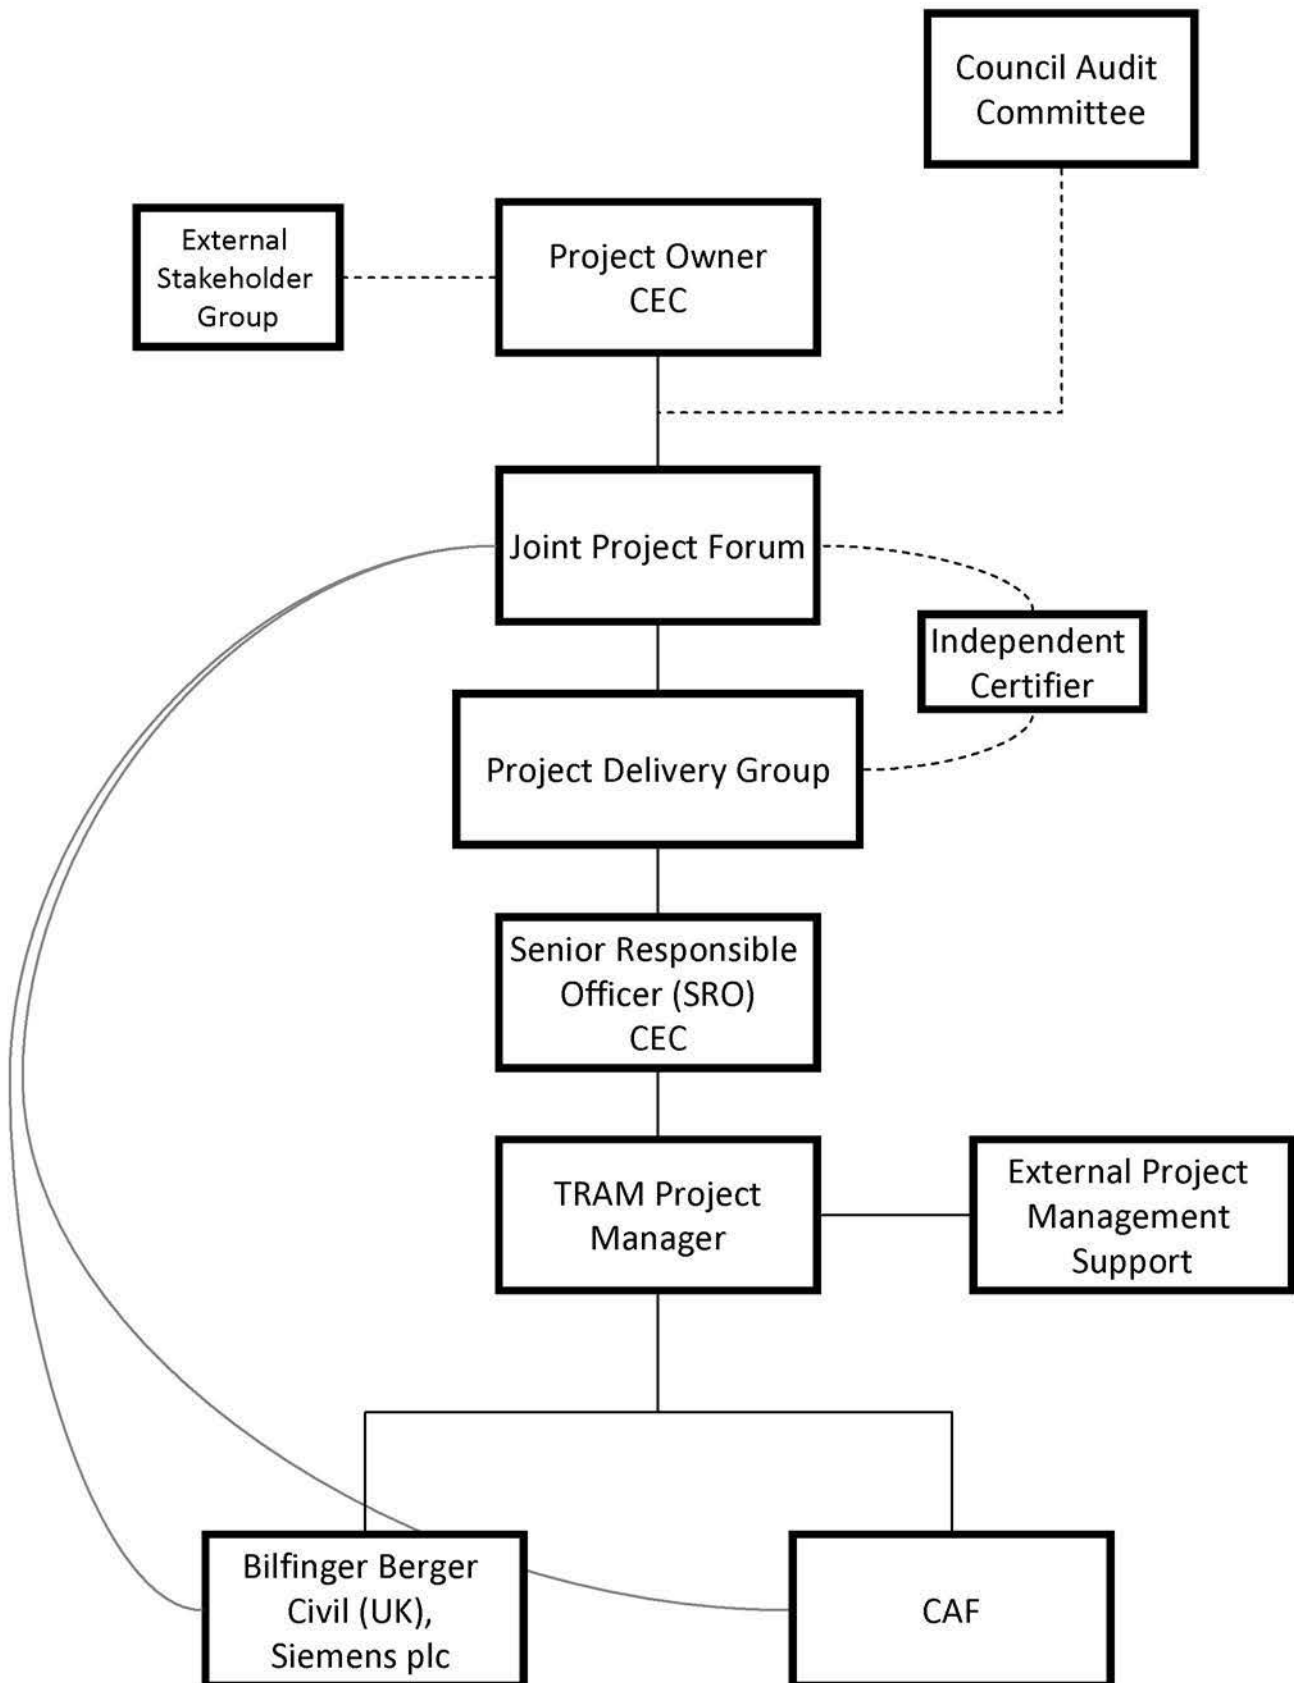 Council Audit
Committee
External
Stakeholder
Group
Project Owner
CEC
Joint Project Forum
Independent
Certifier
Project Delivery Group
Senior Responsible
Officer (SRO)
CEC
TRAM Project
Manager
External Project
Management
Support
Bilfinger Berger
Civil (UK),
Siemens plc
CAF